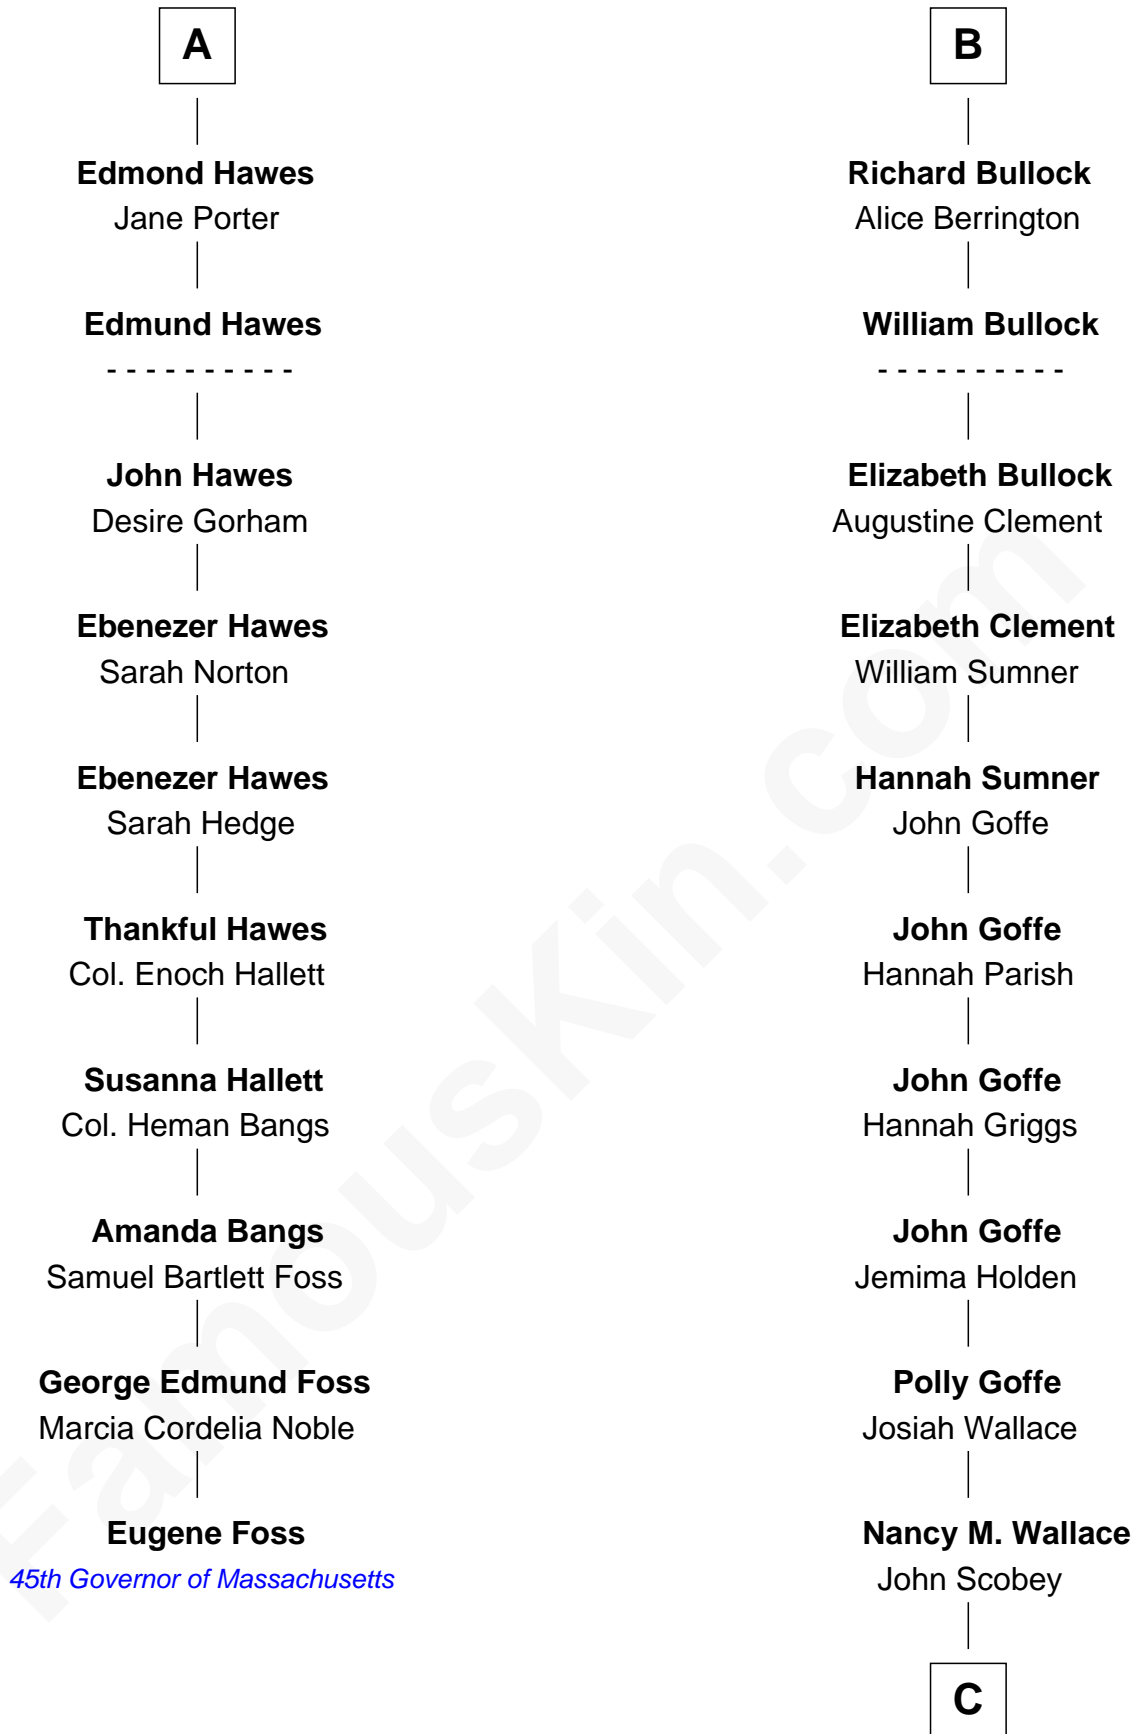 A
Edmond Hawes
Jane Porter
Edmund Hawes
- - - - - - - - - -
John Hawes
Desire Gorham
Ebenezer Hawes
Sarah Norton
Ebenezer Hawes
Sarah Hedge
Thankful Hawes
Col. Enoch Hallett
Susanna Hallett
Col. Heman Bangs
Amanda Bangs
Samuel Bartlett Foss
George Edmund Foss
Marcia Cordelia Noble
Eugene Foss
45th Governor of Massachusetts
B
Richard Bullock
Alice Berrington
William Bullock
- - - - - - - - - -
Elizabeth Bullock
Augustine Clement
Elizabeth Clement
William Sumner
Hannah Sumner
John Goffe
John Goffe
Hannah Parish
John Goffe
Hannah Griggs
John Goffe
Jemima Holden
Polly Goffe
Josiah Wallace
Nancy M. Wallace
John Scobey
C
FamousKin.com